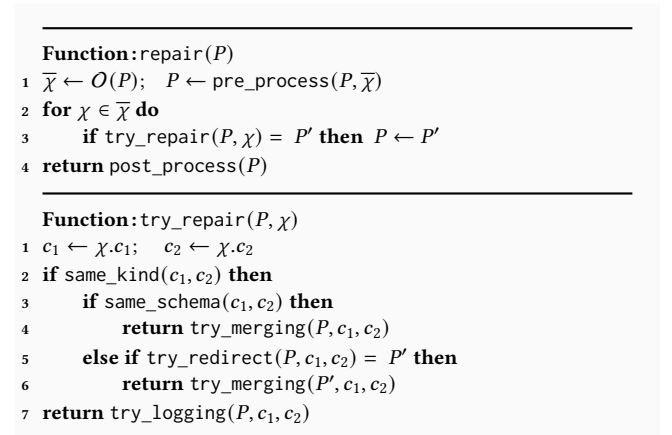 Function:repair(P)
1 χ̅ ← O(P); P ← pre_process(P, χ̅)
2 for χ ∈ χ̅ do
3 if try_repair(P, χ) = P′ then P ← P′
4 return post_process(P)
Function:try_repair(P, χ)
1 c₁ ← χ.c₁; c₂ ← χ.c₂
2 if same_kind(c₁, c₂) then
3 if same_schema(c₁, c₂) then
4 return try_merging(P, c₁, c₂)
5 else if try_redirect(P, c₁, c₂) = P′ then
6 return try_merging(P′, c₁, c₂)
7 return try_logging(P, c₁, c₂)